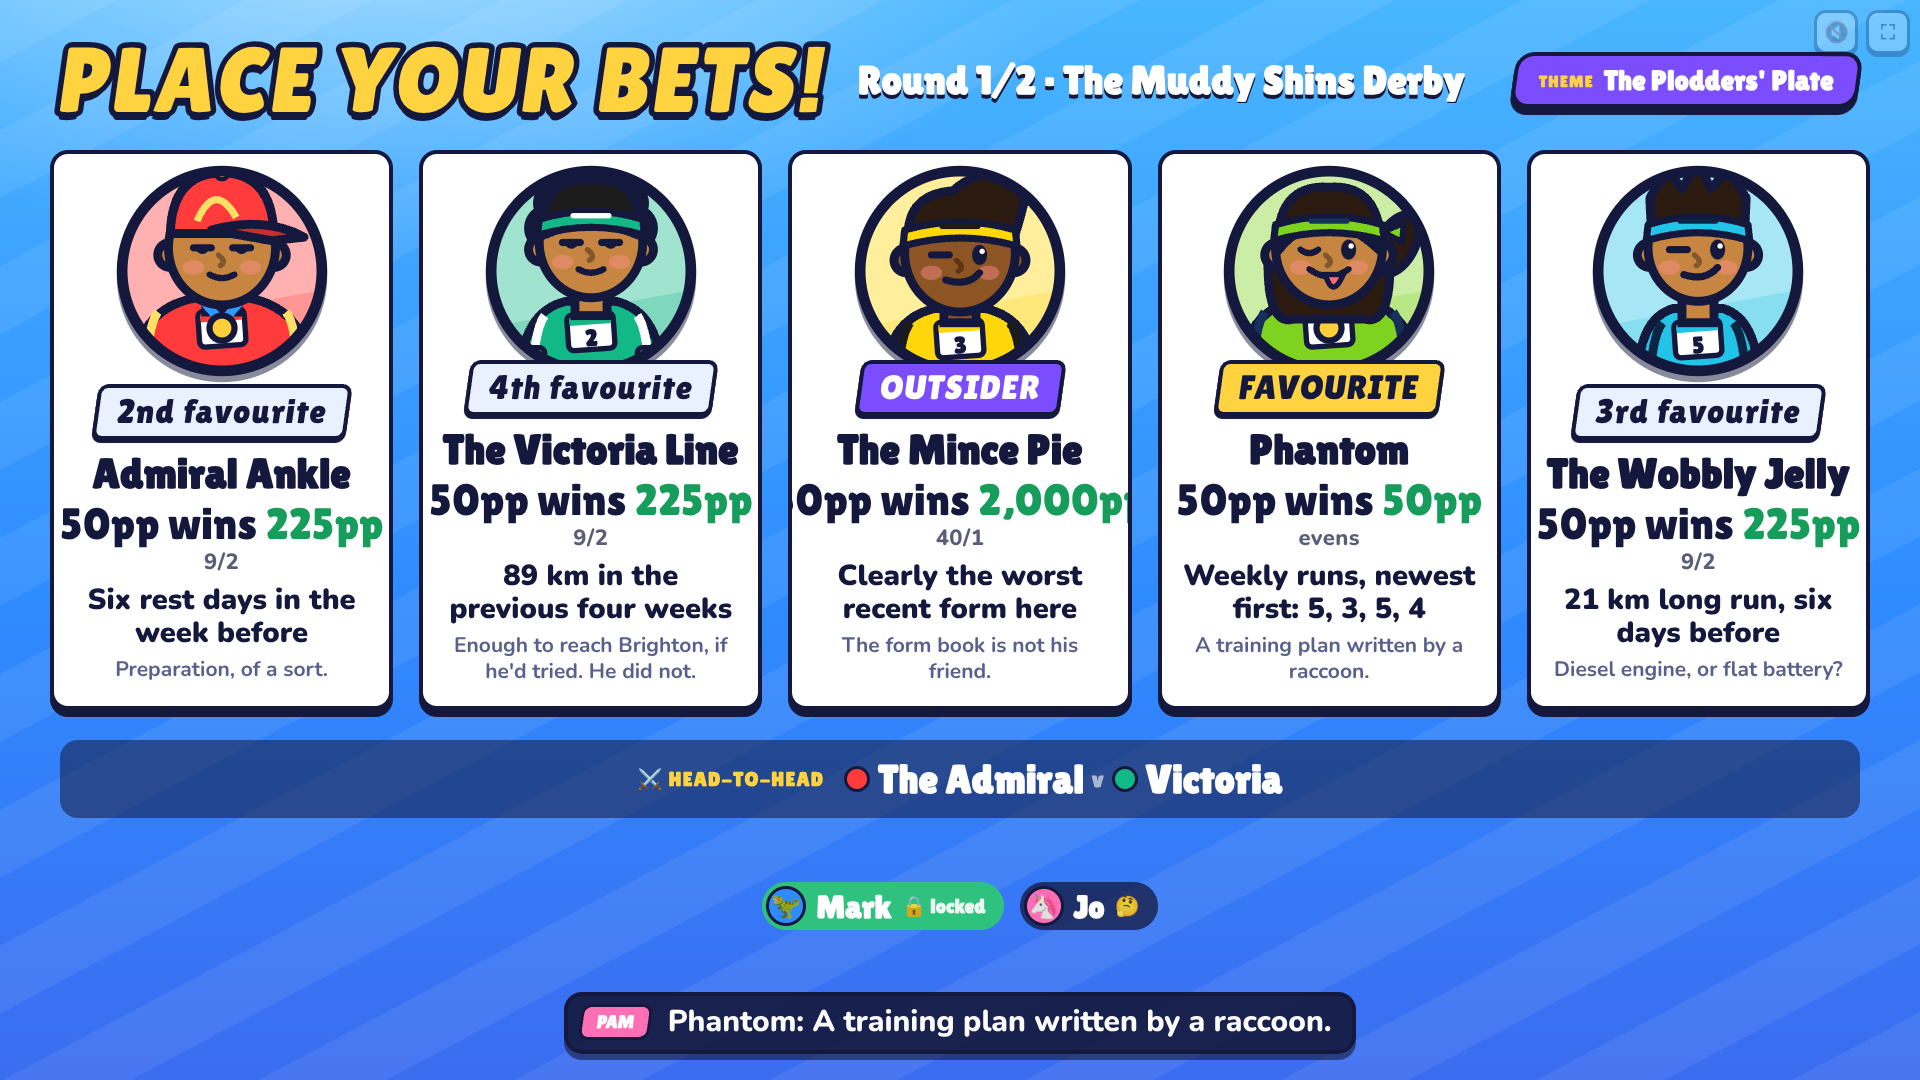 PLACE YOUR BETS!
Round 1/2 · The Muddy Shins Derby
THEME The Plodders' Plate
2nd favourite
Admiral Ankle
50pp wins 225pp
9/2
Six rest days in the
week before
Preparation, of a sort.
2
4th favourite
The Victoria Line
50pp wins 225pp
9/2
89 km in the
previous four weeks
Enough to reach Brighton, if
he'd tried. He did not.
3
OUTSIDER
The Mince Pie
0pp wins 2,000p
40/1
Clearly the worst
recent form here
The form book is not his
friend.
FAVOURITE
Phantom
50pp wins 50pp
evens
Weekly runs, newest
first: 5, 3, 5, 4
A training plan written by a
raccoon.
5
3rd favourite
The Wobbly Jelly
50pp wins 225pp
9/2
21 km long run, six
days before
Diesel engine, or flat battery?
HEAD-TO-HEAD The Admiral v Victoria
Mark locked
Jo
PAM Phantom: A training plan written by a raccoon.